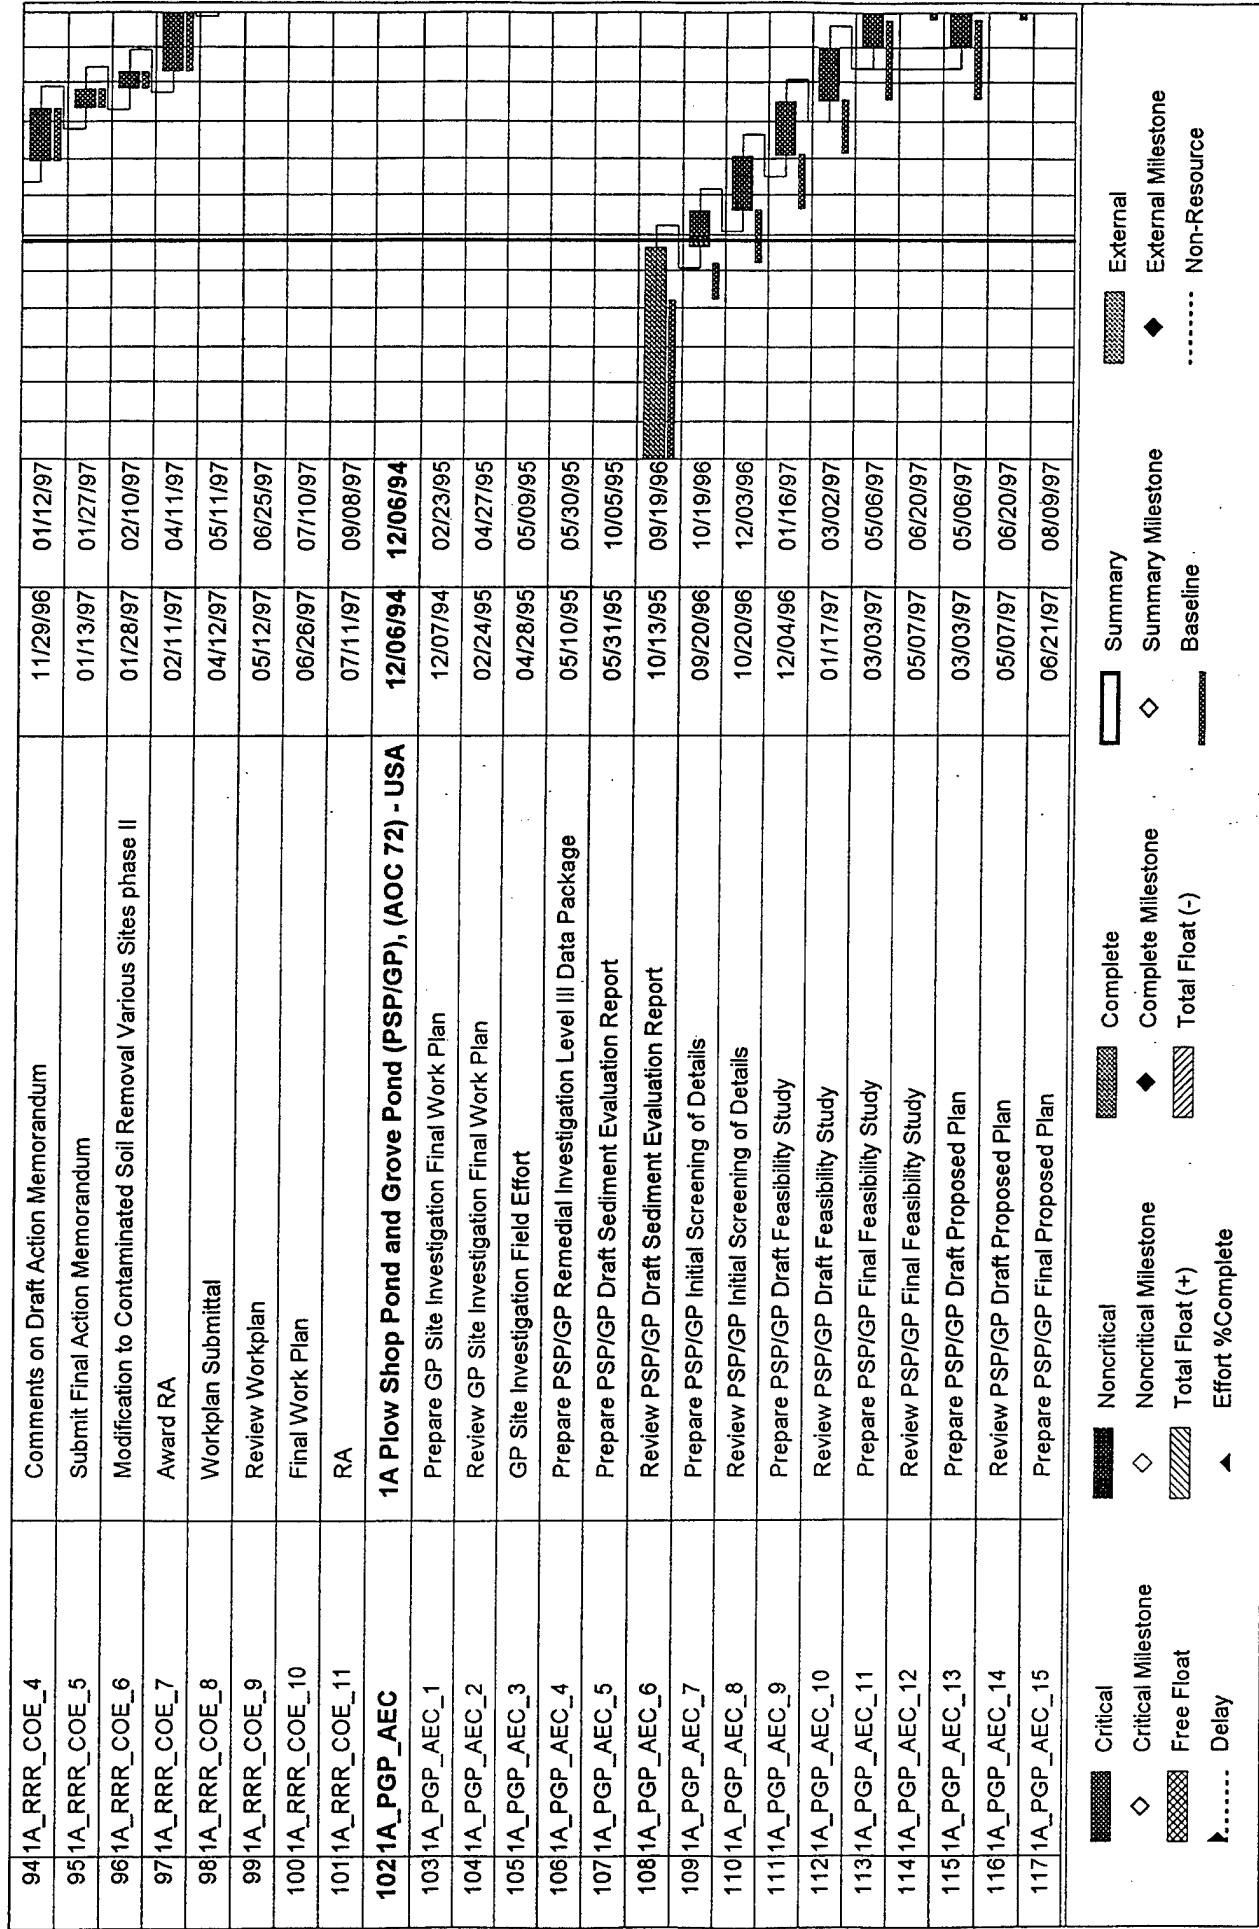 94 1A_RRR_COE_4 Comments on Draft Action Memorandum 11/29/96 01/12/97
95 1A_RRR_COE_5 Submit Final Action Memorandum 01/13/97 01/27/97
96 1A_RRR_COE_6 Modification to Contaminated Soil Removal Various Sites phase II 01/28/97 02/10/97
97 1A_RRR_COE_7 Award RA 02/11/97 04/11/97
98 1A_RRR_COE_8 Workplan Submittal 04/12/97 05/11/97
99 1A_RRR_COE_9 Review Workplan 05/12/97 06/25/97
100 1A_RRR_COE_10 Final Work Plan 06/26/97 07/10/97
101 1A_RRR_COE_11 RA 07/11/97 09/08/97
102 1A_PGP_AEC 1A Plow Shop Pond and Grove Pond (PSP/GP), (AOC 72) - USA 12/06/94 12/06/94
103 1A_PGP_AEC_1 Prepare GP Site Investigation Final Work Plan 12/07/94 02/23/95
104 1A_PGP_AEC_2 Review GP Site Investigation Final Work Plan 02/24/95 04/27/95
105 1A_PGP_AEC_3 GP Site Investigation Field Effort 04/28/95 05/09/95
106 1A_PGP_AEC_4 Prepare PSP/GP Remedial Investigation Level III Data Package 05/10/95 05/30/95
107 1A_PGP_AEC_5 Prepare PSP/GP Draft Sediment Evaluation Report 05/31/95 10/05/95
108 1A_PGP_AEC_6 Review PSP/GP Draft Sediment Evaluation Report 10/13/95 09/19/96
109 1A_PGP_AEC_7 Prepare PSP/GP Initial Screening of Details 09/20/96 10/19/96
110 1A_PGP_AEC_8 Review PSP/GP Initial Screening of Details 10/20/96 12/03/96
111 1A_PGP_AEC_9 Prepare PSP/GP Draft Feasibility Study 12/04/96 01/16/97
112 1A_PGP_AEC_10 Review PSP/GP Draft Feasibility Study 01/17/97 03/02/97
113 1A_PGP_AEC_11 Prepare PSP/GP Final Feasibility Study 03/03/97 05/06/97
114 1A_PGP_AEC_12 Review PSP/GP Final Feasibility Study 05/07/97 06/20/97
115 1A_PGP_AEC_13 Prepare PSP/GP Draft Proposed Plan 03/03/97 05/06/97
116 1A_PGP_AEC_14 Review PSP/GP Draft Proposed Plan 05/07/97 06/20/97
117 1A_PGP_AEC_15 Prepare PSP/GP Final Proposed Plan 06/21/97 08/09/97
Critical Noncritical Complete Summary External
Critical Milestone Noncritical Milestone Complete Milestone Summary Milestone External Milestone
Free Float Total Float (+) Total Float (-) Baseline Non-Resource
Delay Effort %Complete